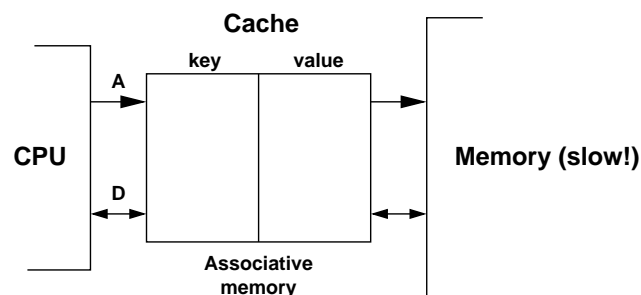 Cache
key
value
A
CPU
Memory (slow!)
D
Associative
memory